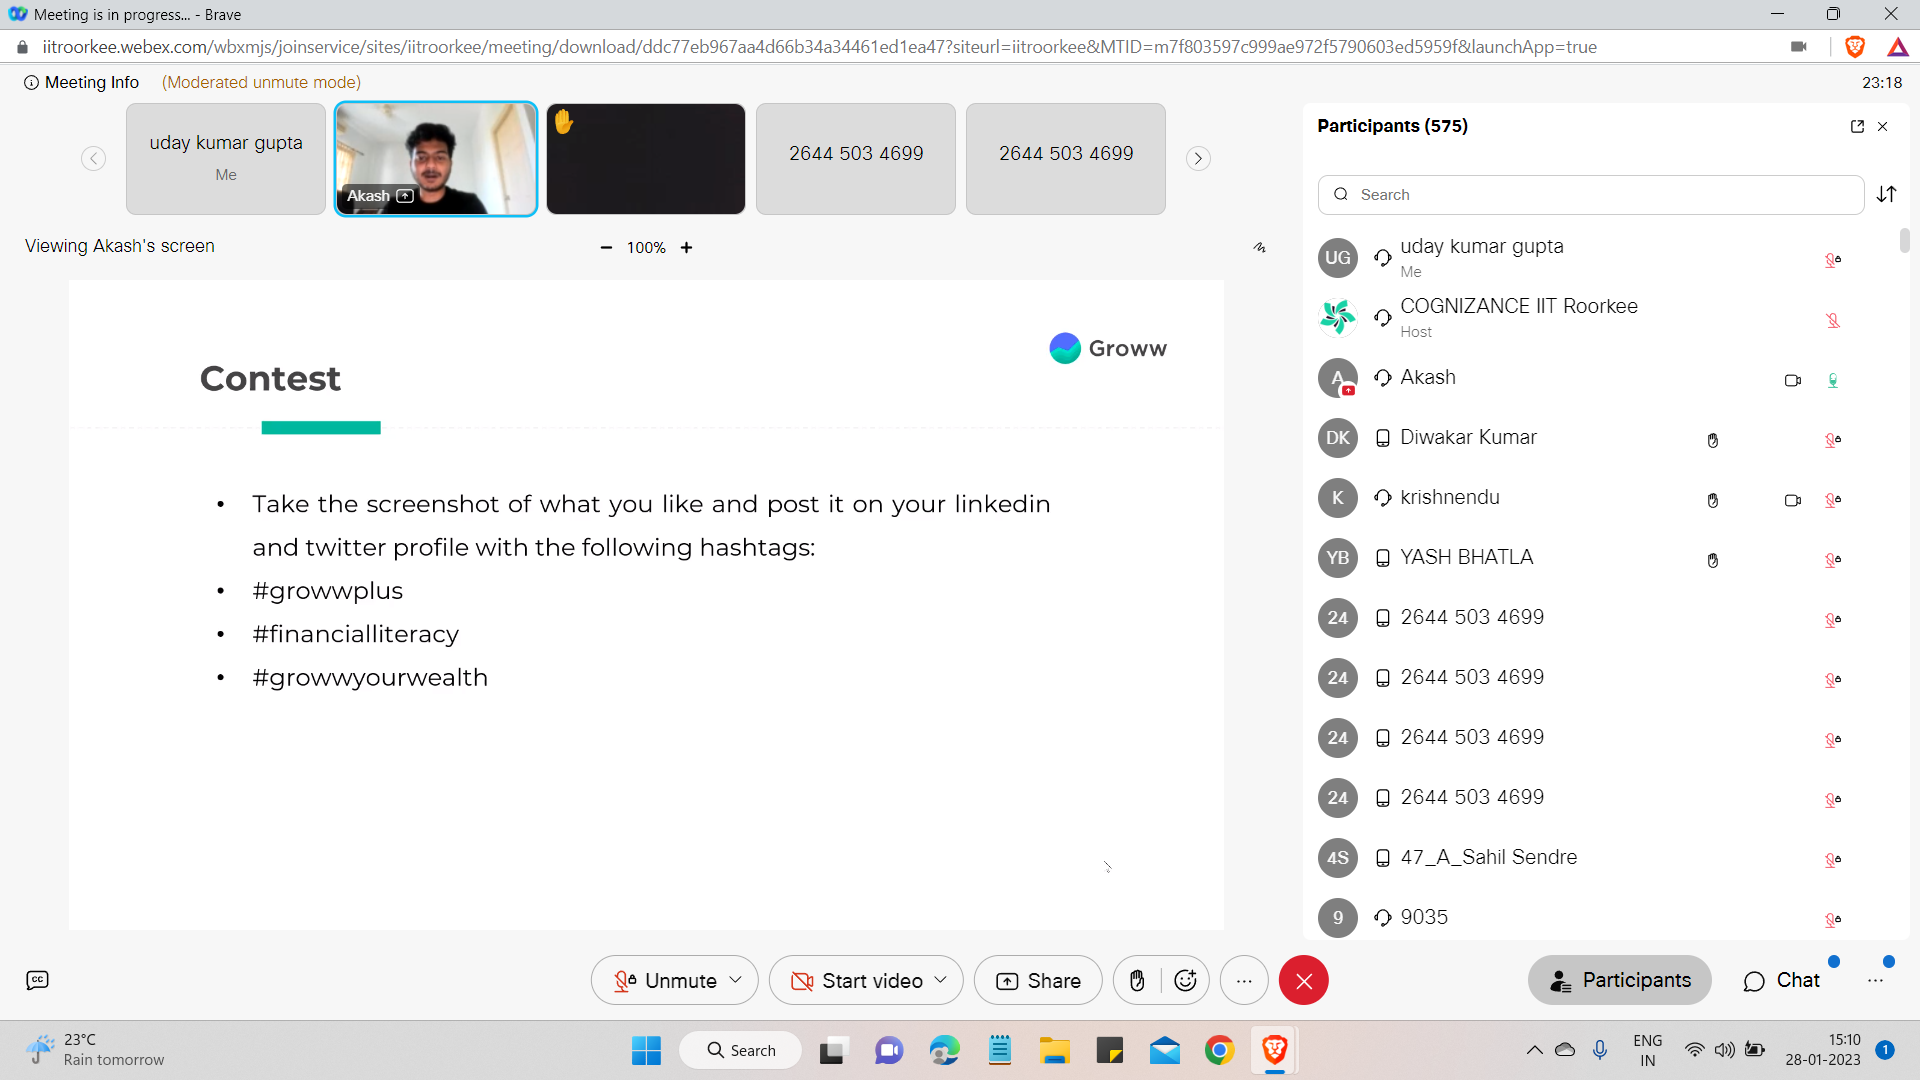 Meeting is in progress... - Brave
iitroorkee.webex.com/wbxmjs/joinservice/sites/iitroorkee/meeting/download/ddc77eb967aa4d66b34a34461ed1ea47?siteurl=iitroorkee&MTID=m7f803597c999ae972f5790603ed5959f&launchApp=true
Meeting Info (Moderated unmute mode)
23:18
uday kumar gupta
Me
Akash
2644 503 4699
2644 503 4699
Viewing Akash's screen
100%
Groww
Contest
• Take the screenshot of what you like and post it on your linkedin
and twitter profile with the following hashtags:
• #growwplus
• #financialliteracy
• #growwyourwealth
Participants (575)
Search
UG uday kumar gupta
Me
COGNIZANCE IIT Roorkee
Host
A Akash
DK Diwakar Kumar
K krishnendu
YB YASH BHATLA
24 2644 503 4699
24 2644 503 4699
24 2644 503 4699
24 2644 503 4699
4S 47_A_Sahil Sendre
9 9035
CC
Unmute
Start video
Share
Participants
Chat
23°C
Rain tomorrow
Search
ENG
IN
15:10
28-01-2023
1